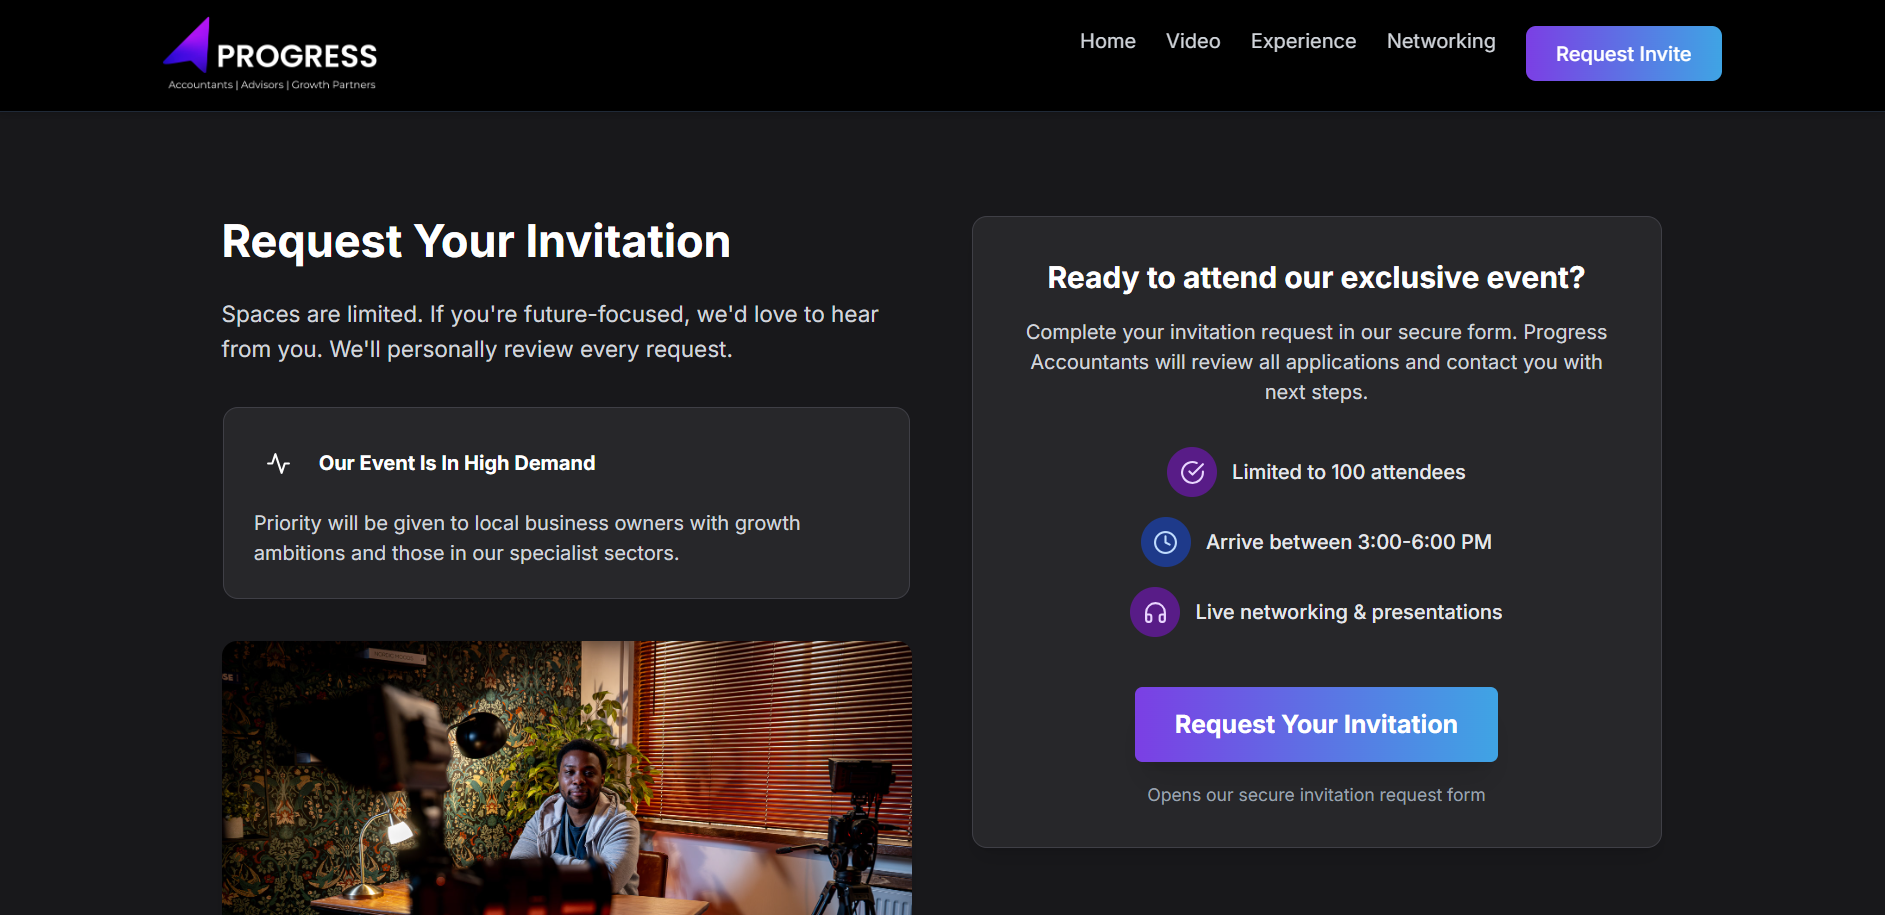 PROGRESS
Accountants | Advisors | Growth Partners
Home
Video
Experience
Networking
Request Invite
Request Your Invitation
Spaces are limited. If you're future-focused, we'd love to hear
from you. We'll personally review every request.
Our Event Is In High Demand
Priority will be given to local business owners with growth
ambitions and those in our specialist sectors.
Ready to attend our exclusive event?
Complete your invitation request in our secure form. Progress
Accountants will review all applications and contact you with
next steps.
Limited to 100 attendees
Arrive between 3:00-6:00 PM
Live networking & presentations
Request Your Invitation
Opens our secure invitation request form